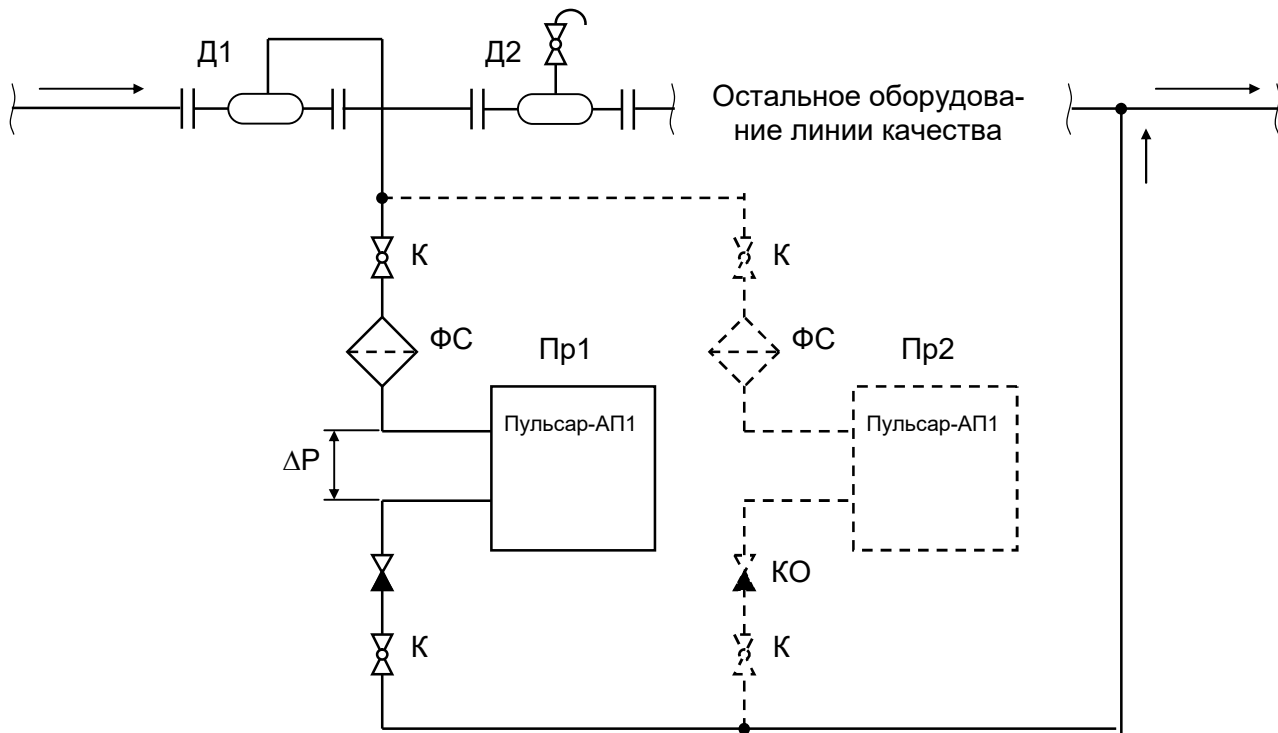 Д1
Д2
Остальное оборудова-
ние линии качества
К
К
ФС
Пр1
ФС
Пр2
Пульсар-АП1
Пульсар-АП1
ΔP
КО
К
К